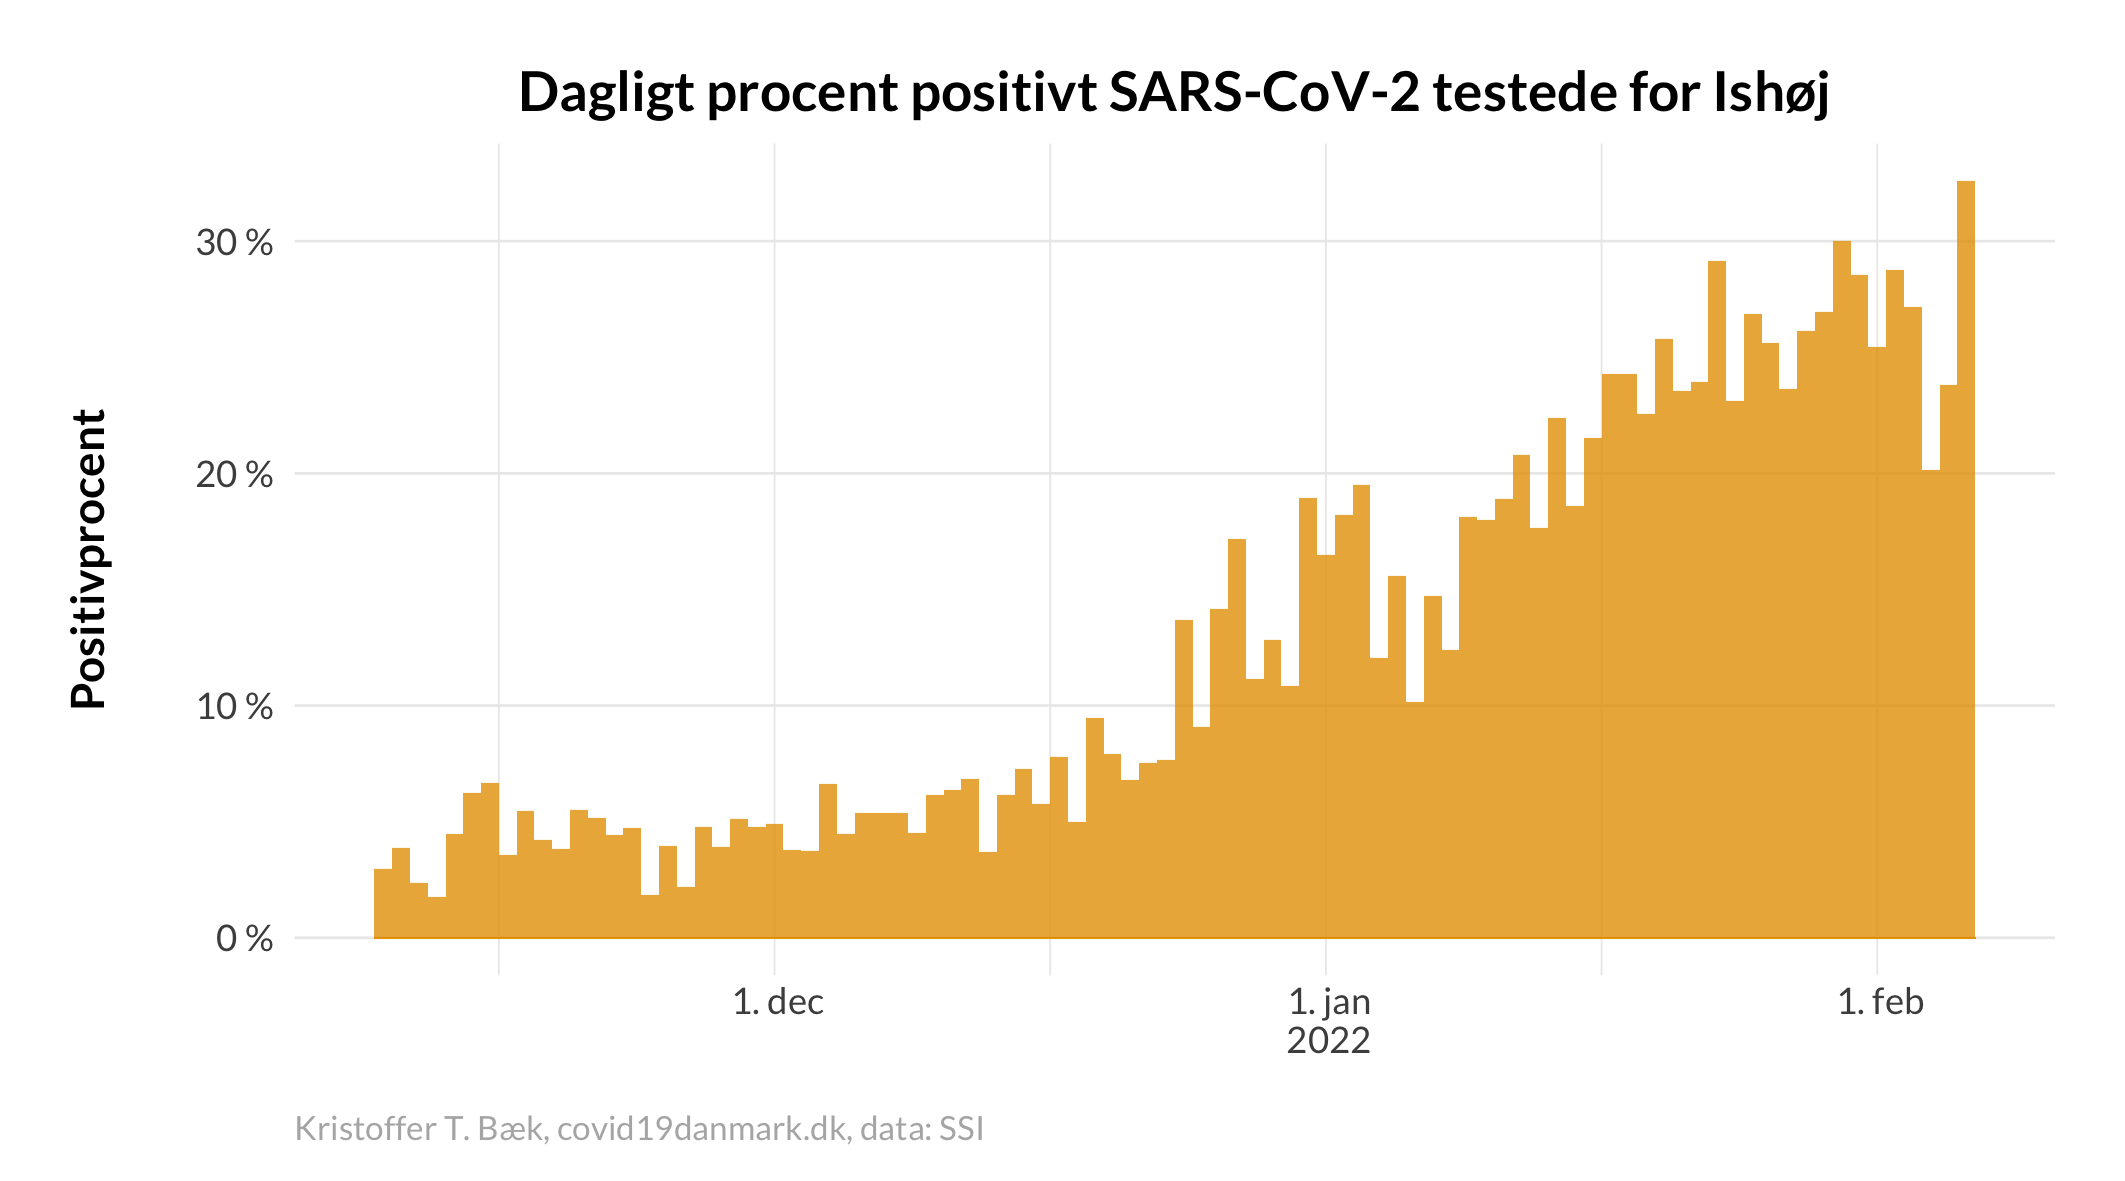 Dagligt procent positivt SARS-CoV-2 testede for Ishøj
Positivprocent
30 %
20 %
10 %
0 %
1. dec
1. jan
2022
1. feb
Kristoffer T. Bæk, covid19danmark.dk, data: SSI